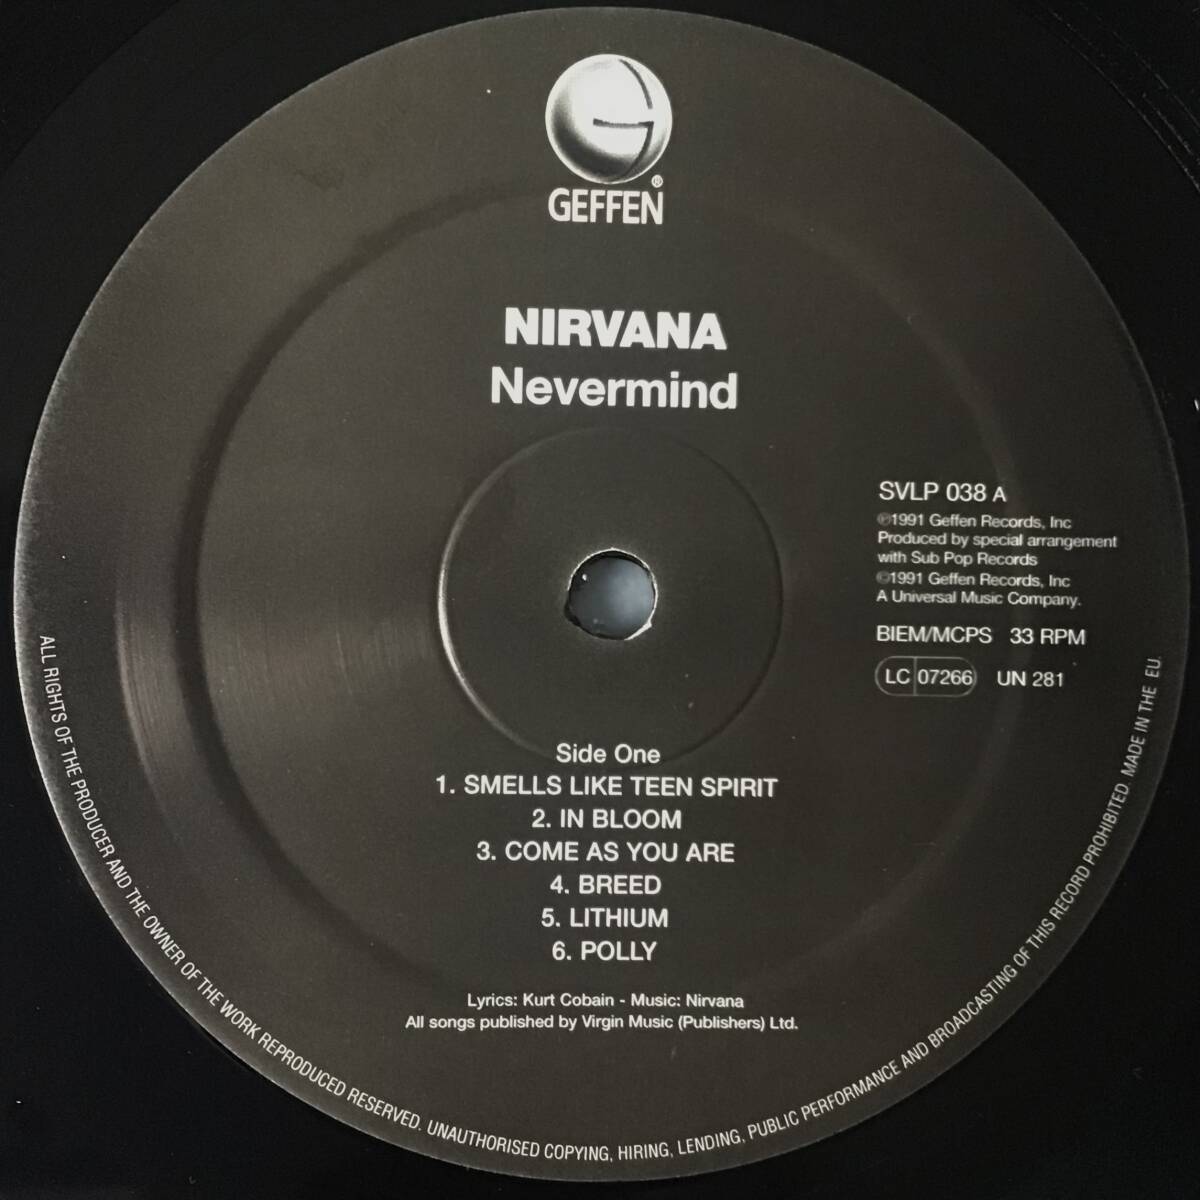 GEFFEN®
NIRVANA
Nevermind
SVLP 038 A
℗1991 Geffen Records, Inc
Produced by special arrangement
with Sub Pop Records
©1991 Geffen Records, Inc
A Universal Music Company.
BIEM/MCPS 33 RPM
LC 07266 UN 281
Side One
1. SMELLS LIKE TEEN SPIRIT
2. IN BLOOM
3. COME AS YOU ARE
4. BREED
5. LITHIUM
6. POLLY
Lyrics: Kurt Cobain - Music: Nirvana
All songs published by Virgin Music (Publishers) Ltd.
ALL RIGHTS OF THE PRODUCER AND THE OWNER OF THE WORK REPRODUCED RESERVED. UNAUTHORISED COPYING, HIRING, LENDING, PUBLIC PERFORMANCE AND BROADCASTING OF THIS RECORD PROHIBITED. MADE IN THE EU.